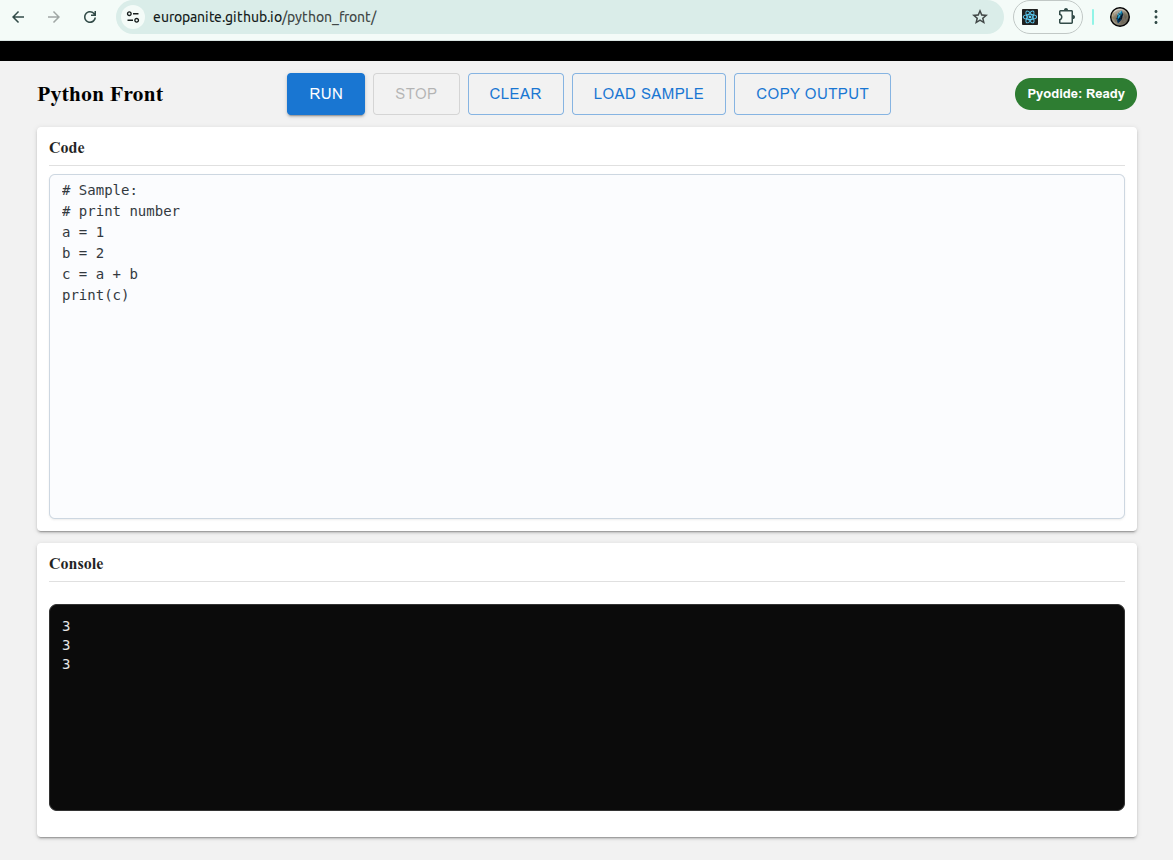 europanite.github.io/python_front/
Python Front
RUN
STOP
CLEAR
LOAD SAMPLE
COPY OUTPUT
Pyodide: Ready
Code
# Sample:
# print number
a = 1
b = 2
c = a + b
print(c)
Console
3
3
3